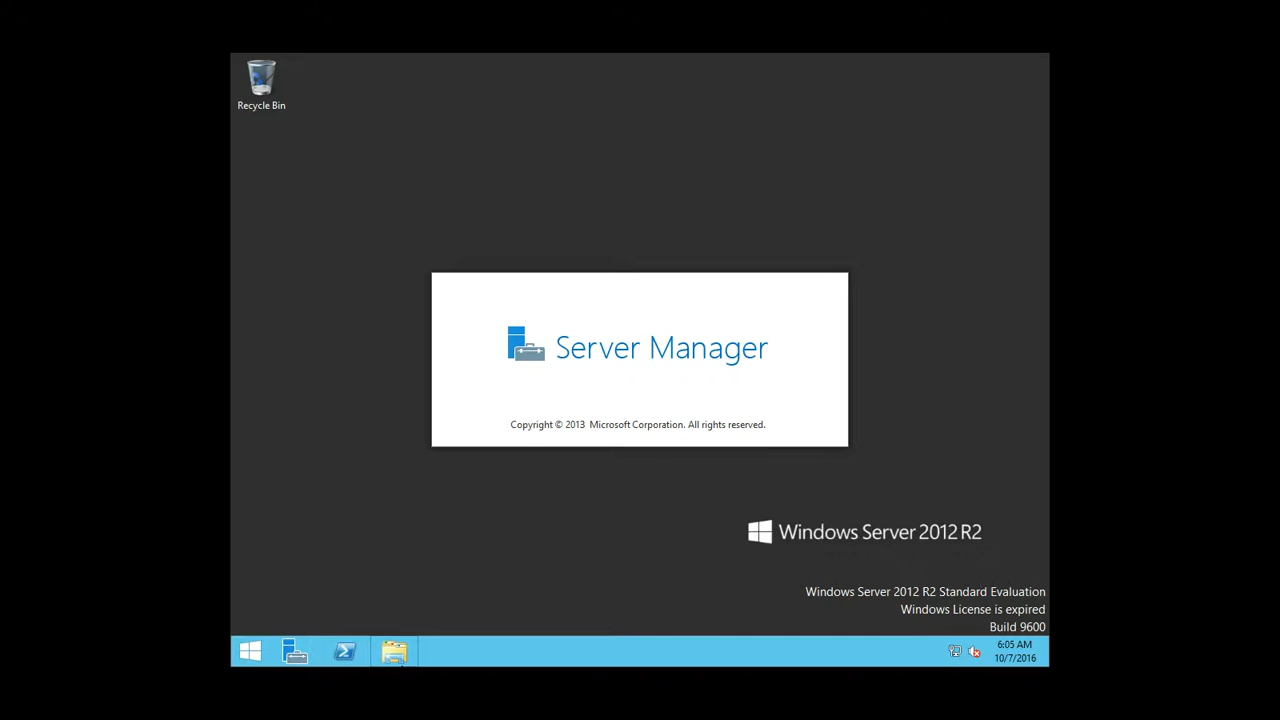 Recycle Bin
Server Manager
Copyright © 2013 Microsoft Corporation. All rights reserved.
Windows Server 2012 R2
Windows Server 2012 R2 Standard Evaluation
Windows License is expired
Build 9600
6:05 AM
10/7/2016